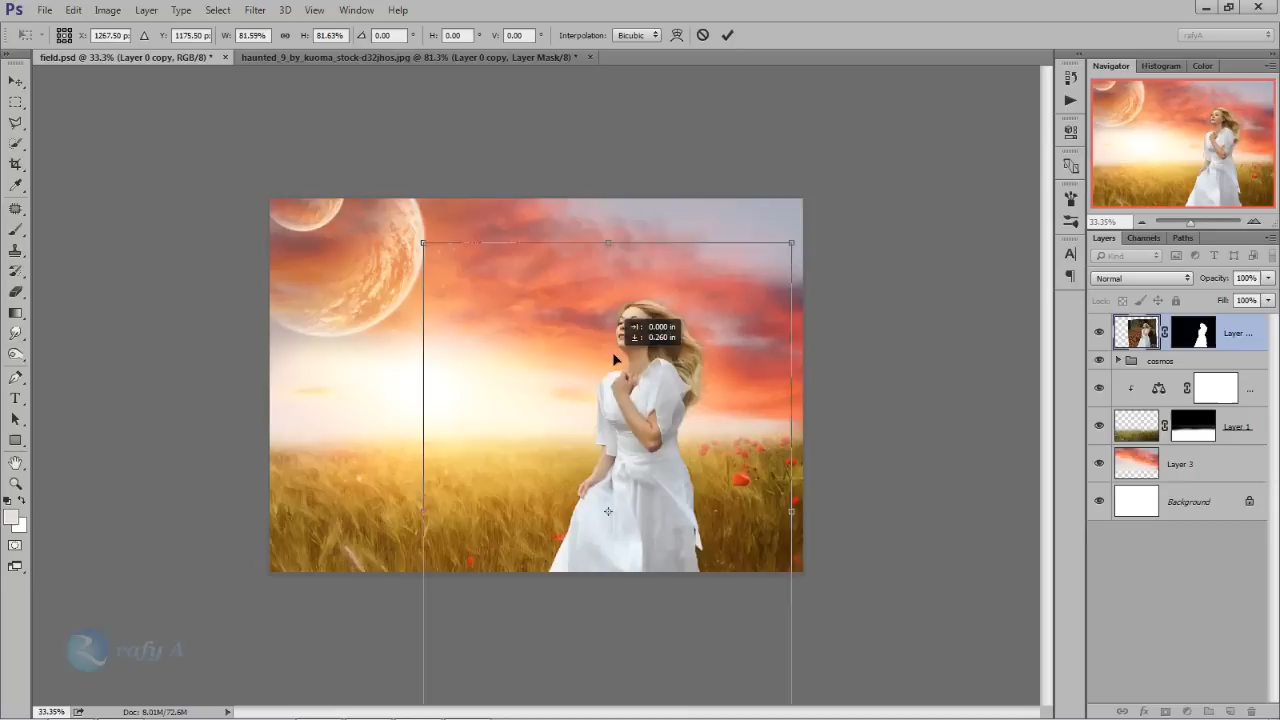 Ps File Edit Image Layer Type Select Filter 3D View Window Help
X: 1267.50 p: Y: 1175.50 p: W: 81.59% H: 81.63% 0.00 ° H: 0.00 ° V: 0.00 ° Interpolation: Bicubic rafyA
field.psd @ 33.3% (Layer 0 copy, RGB/8) * × haunted_9_by_kuoma_stock-d32jhos.jpg @ 81.3% (Layer 0 copy, Layer Mask/8) * ×
Navigator Histogram Color
33.35%
Layers Channels Paths
Kind
Normal Opacity: 100%
Lock: Fill: 100%
Layer ...
cosmos
...
Layer 1
Layer 3
Background
: 0.000 in
: 0.260 in
rafy A
33.35% Doc: 8.01M/72.6M